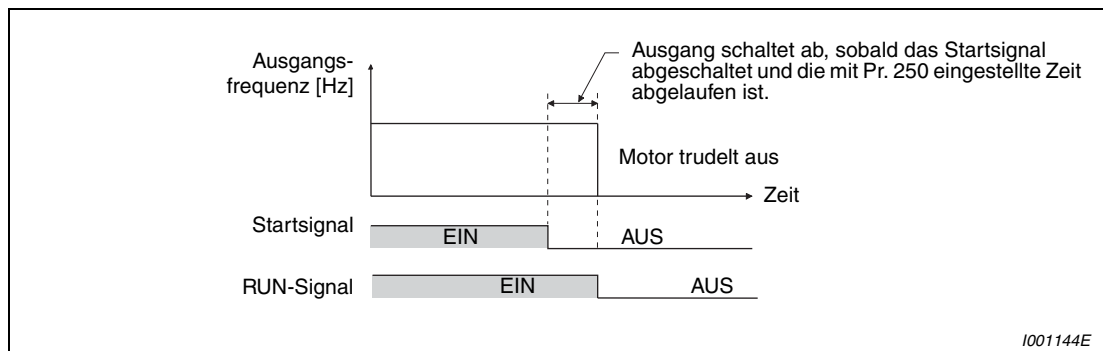 Ausgangs-
frequenz [Hz]
Ausgang schaltet ab, sobald das Startsignal
abgeschaltet und die mit Pr. 250 eingestellte Zeit
abgelaufen ist.
Motor trudelt aus
Zeit
Startsignal
EIN
AUS
RUN-Signal
EIN
AUS
I001144E